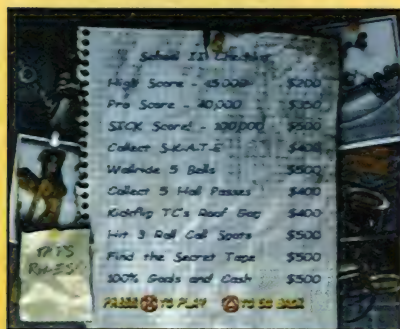 School II Checklist
High Score - 15,000 $200
Pro Score - 40,000 $350
SICK Score! - 100,000 $500
Collect S-K-A-T-E $400
Wallride 5 Bells $500
Collect 5 Hall Passes $400
Kickflip TC's Roof Gap $400
Hit 3 Roll Call Spots $500
Find the Secret Tape $500
100% Goals and Cash $500
PRESS X TO PLAY △ TO GO BACK
RULES!